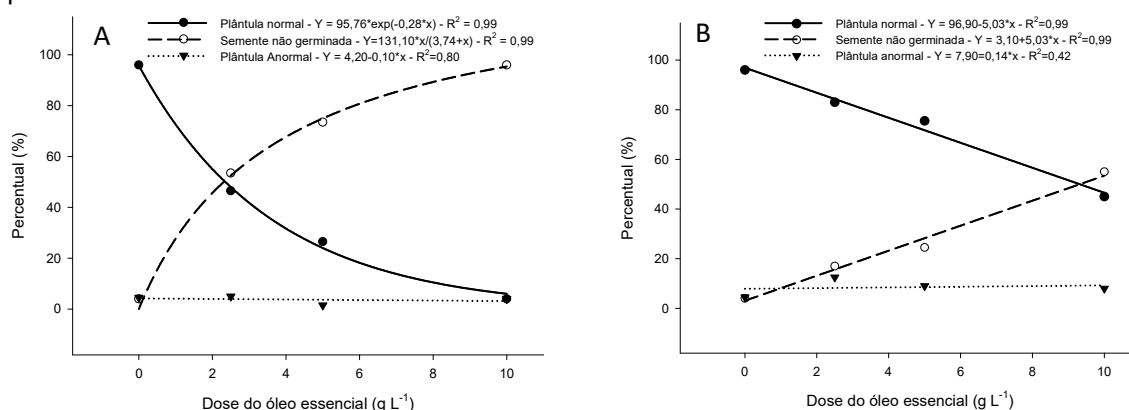 A
Plântula normal - Y = 95,76*exp(-0,28*x) - R² = 0,99
Semente não germinada - Y=131,10*x/(3,74+x) - R² = 0,99
Plântula Anormal - Y = 4,20-0,10*x - R²=0,80
Percentual (%)
100
80
60
40
20
0
0 2 4 6 8 10
Dose do óleo essencial (g L⁻¹)
B
Plântula normal - Y = 96,90-5,03*x - R²=0,99
Semente não germinada - Y = 3,10+5,03*x - R²=0,99
Plântula anormal - Y = 7,90=0,14*x - R²=0,42
Percentual (%)
100
80
60
40
20
0
0 2 4 6 8 10
Dose do óleo essencial (g L⁻¹)